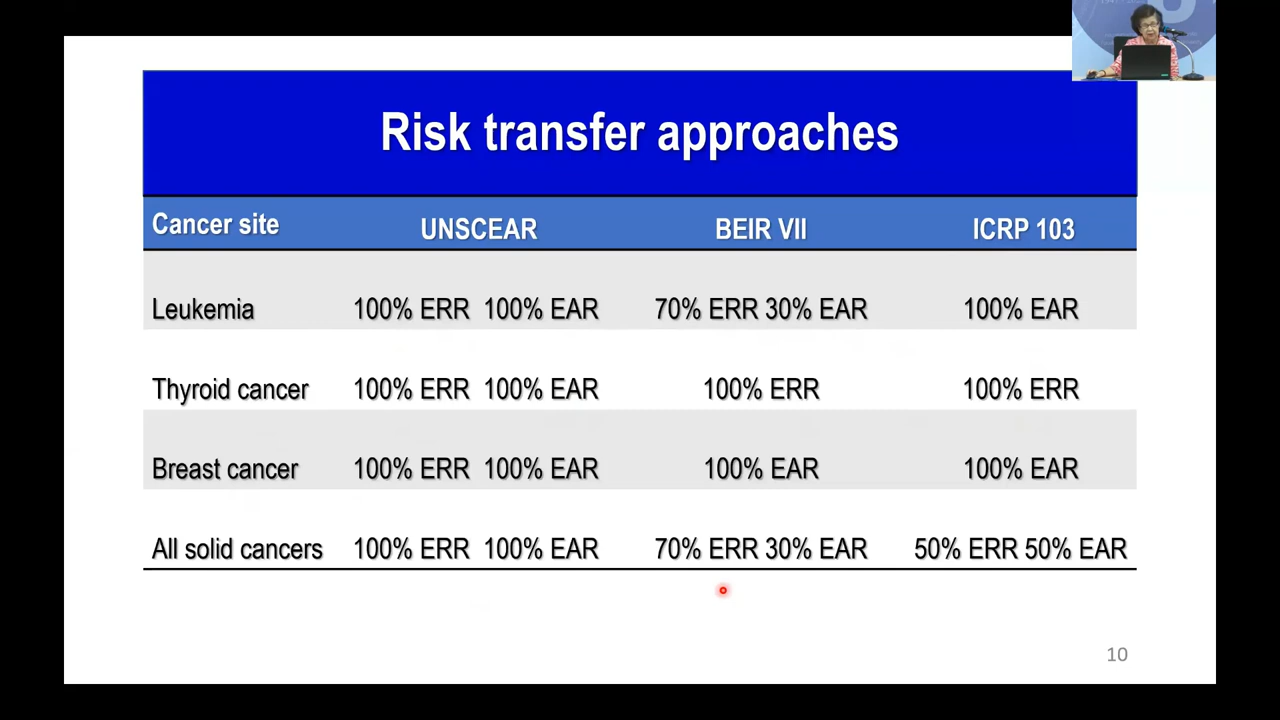 Risk transfer approaches
Cancer site UNSCEAR BEIR VII ICRP 103
Leukemia 100% ERR 100% EAR 70% ERR 30% EAR 100% EAR
Thyroid cancer 100% ERR 100% EAR 100% ERR 100% ERR
Breast cancer 100% ERR 100% EAR 100% EAR 100% EAR
All solid cancers 100% ERR 100% EAR 70% ERR 30% EAR 50% ERR 50% EAR
10